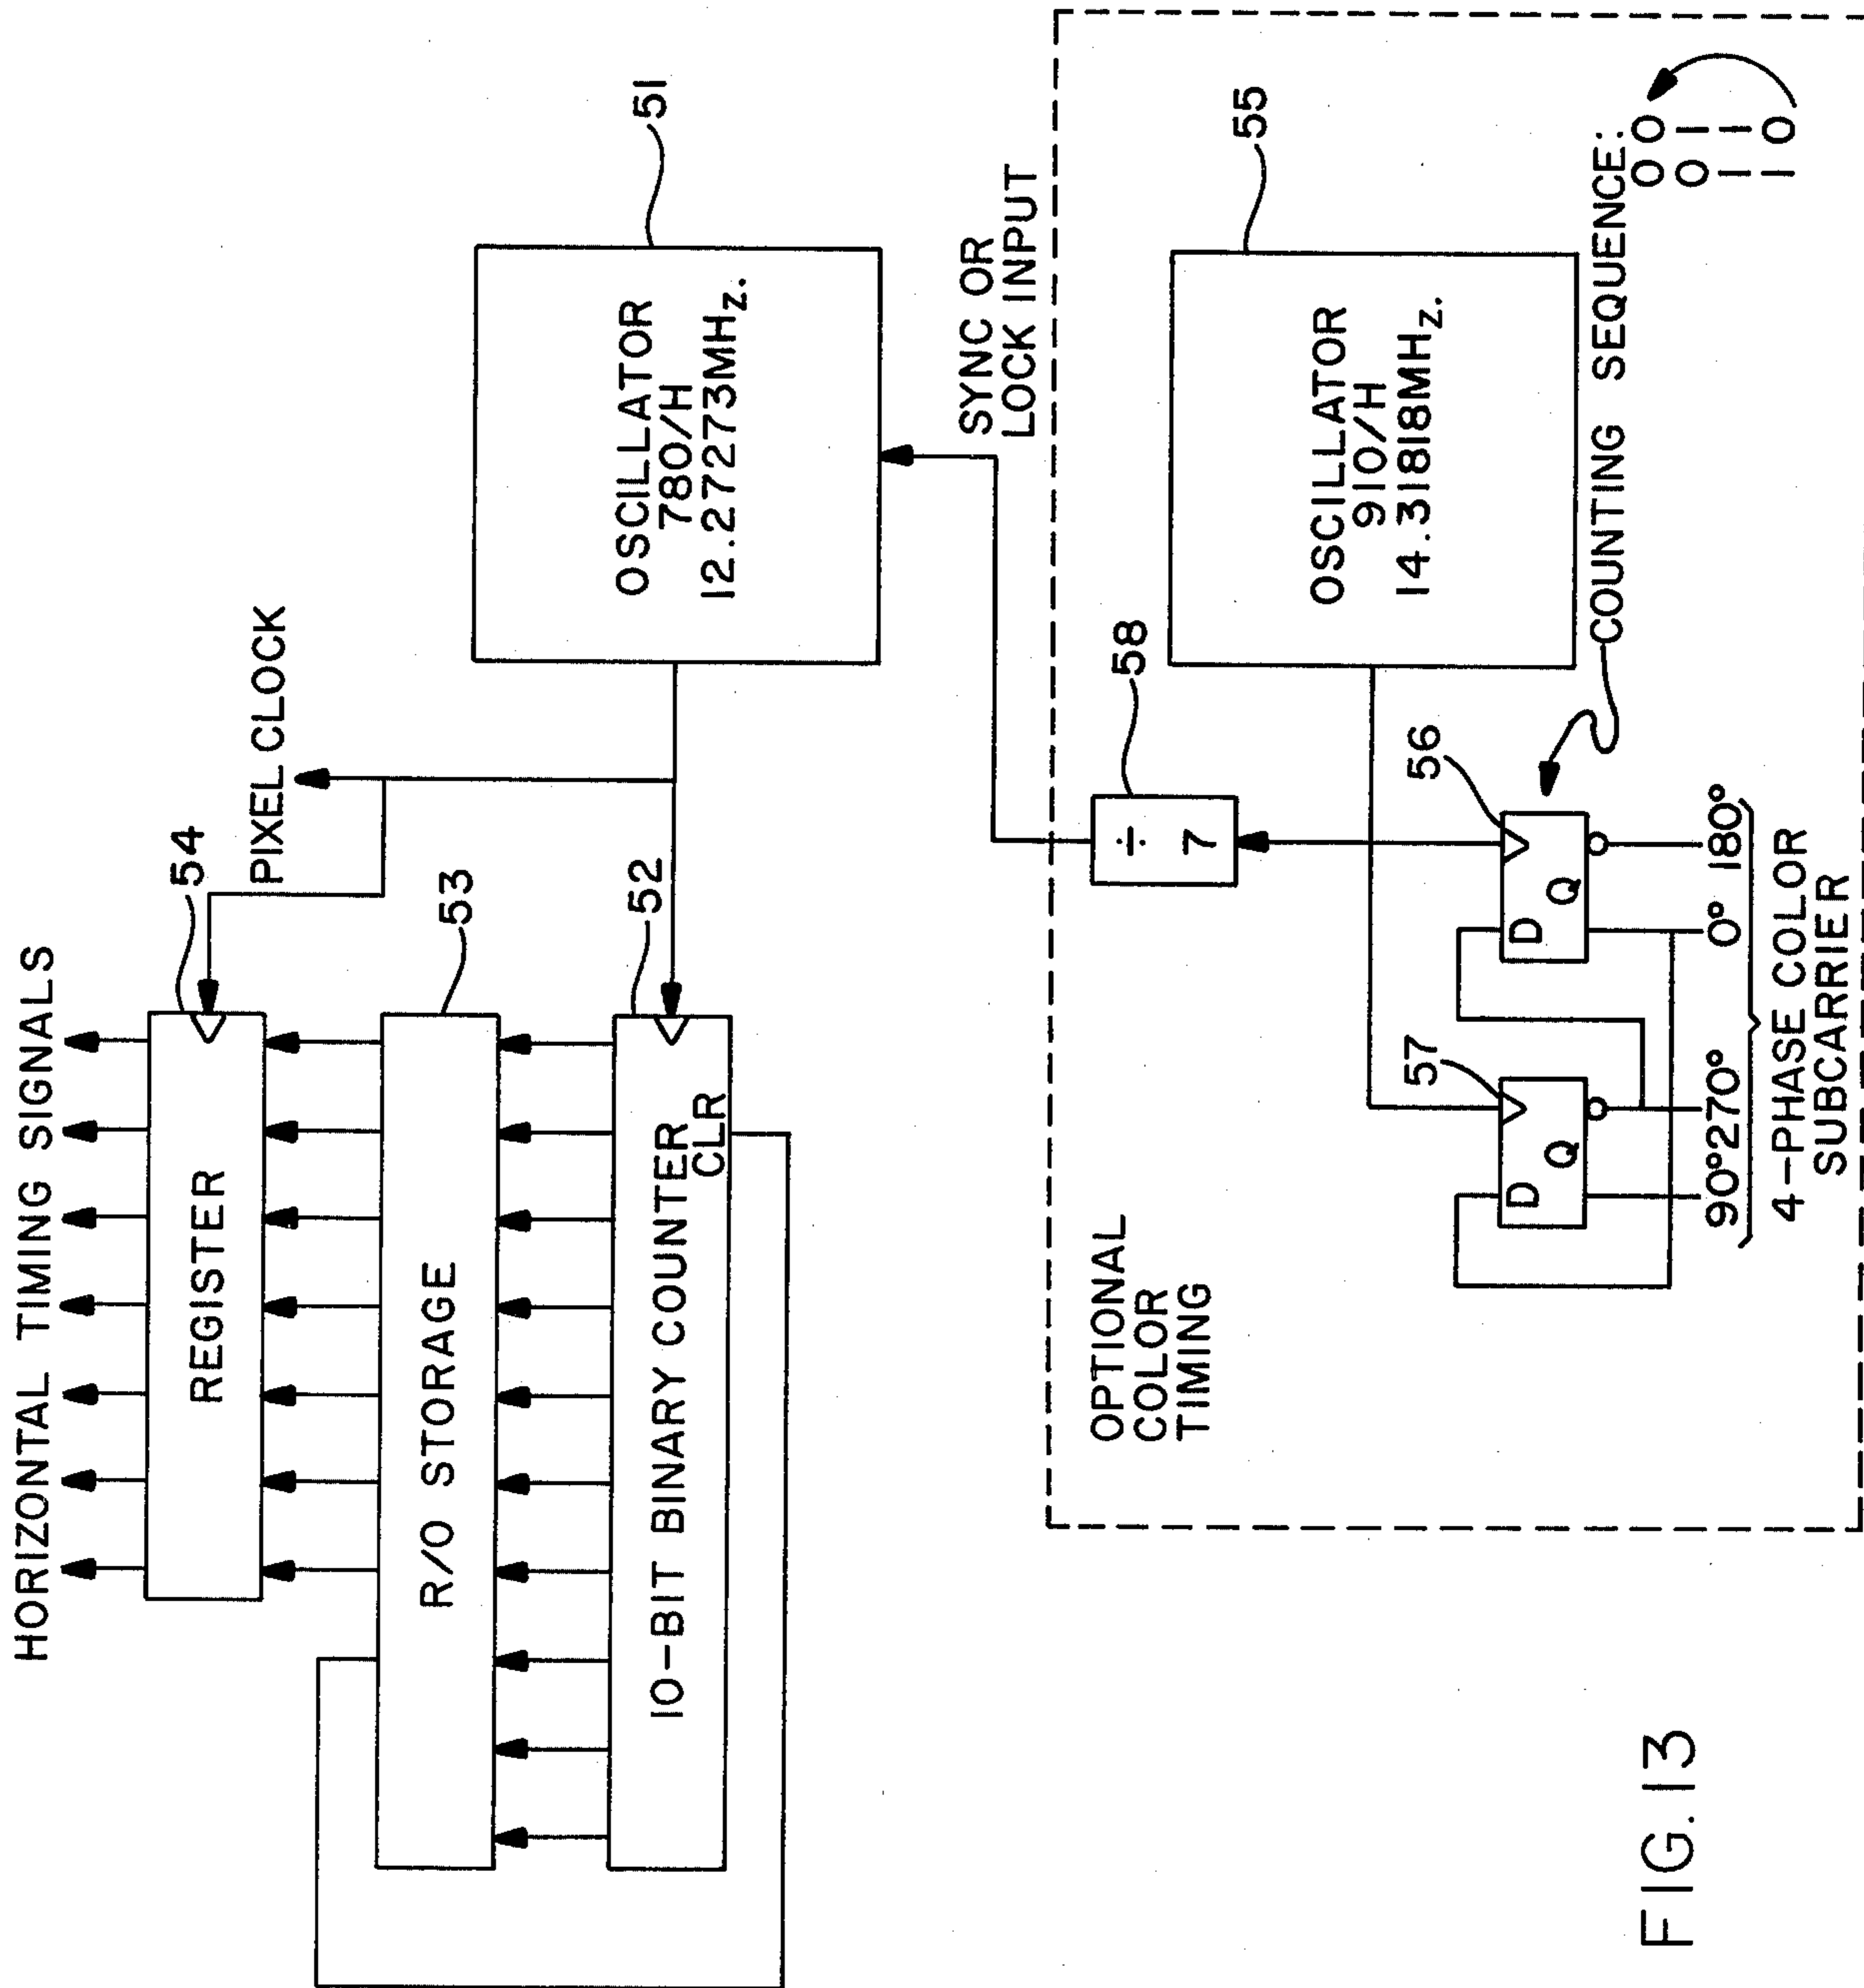 HORIZONTAL TIMING SIGNALS
PIXEL CLOCK
54
REGISTER
53
R/O STORAGE
52
10-BIT BINARY COUNTER
CLR
51
OSCILLATOR
780/H
12.27273MHz.
SYNC OR
LOCK INPUT
OPTIONAL
COLOR
TIMING
58
÷
7
55
OSCILLATOR
910/H
14.31818MHz.
57
D
Q
56
D
Q
COUNTING SEQUENCE:
0 0
0 1
1 1
1 0
90° 270° 0° 180°
4-PHASE COLOR
SUBCARRIER
FIG. 13